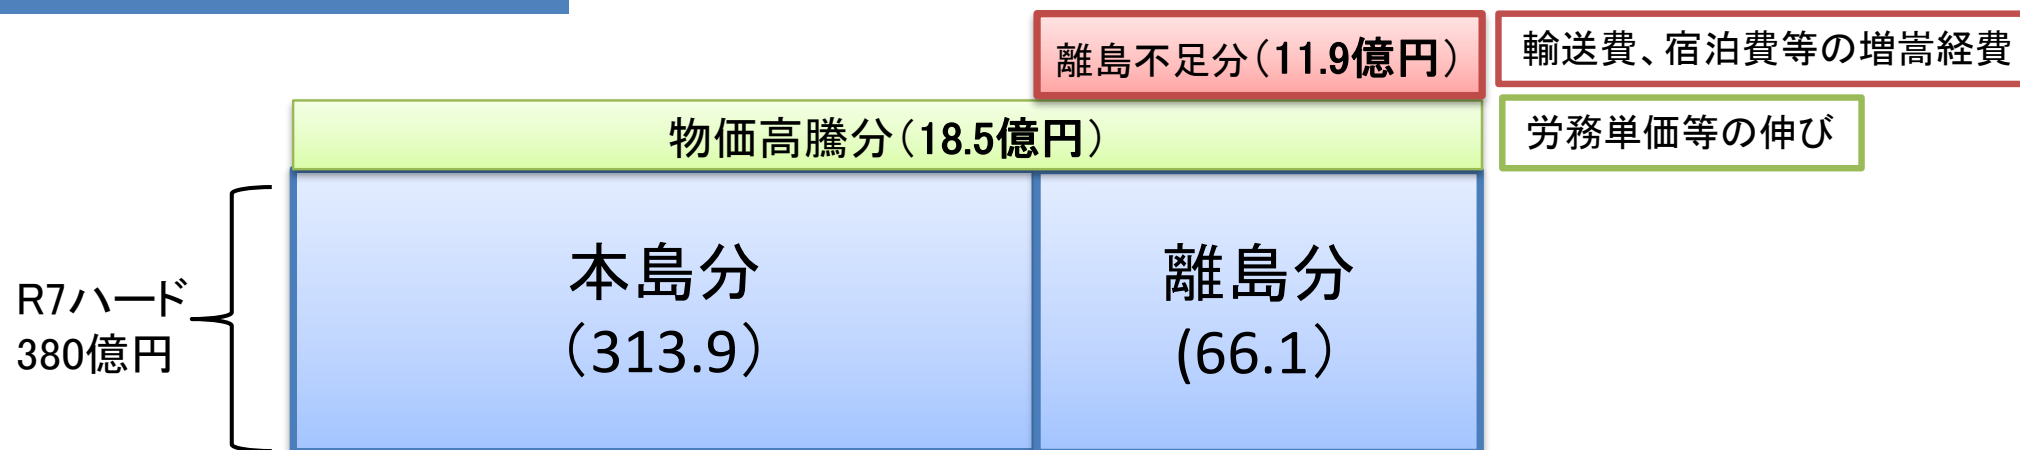 離島不足分（11.9億円）
輸送費、宿泊費等の増嵩経費
物価高騰分（18.5億円）
労務単価等の伸び
R7ハード
380億円
本島分
（313.9）
離島分
(66.1）